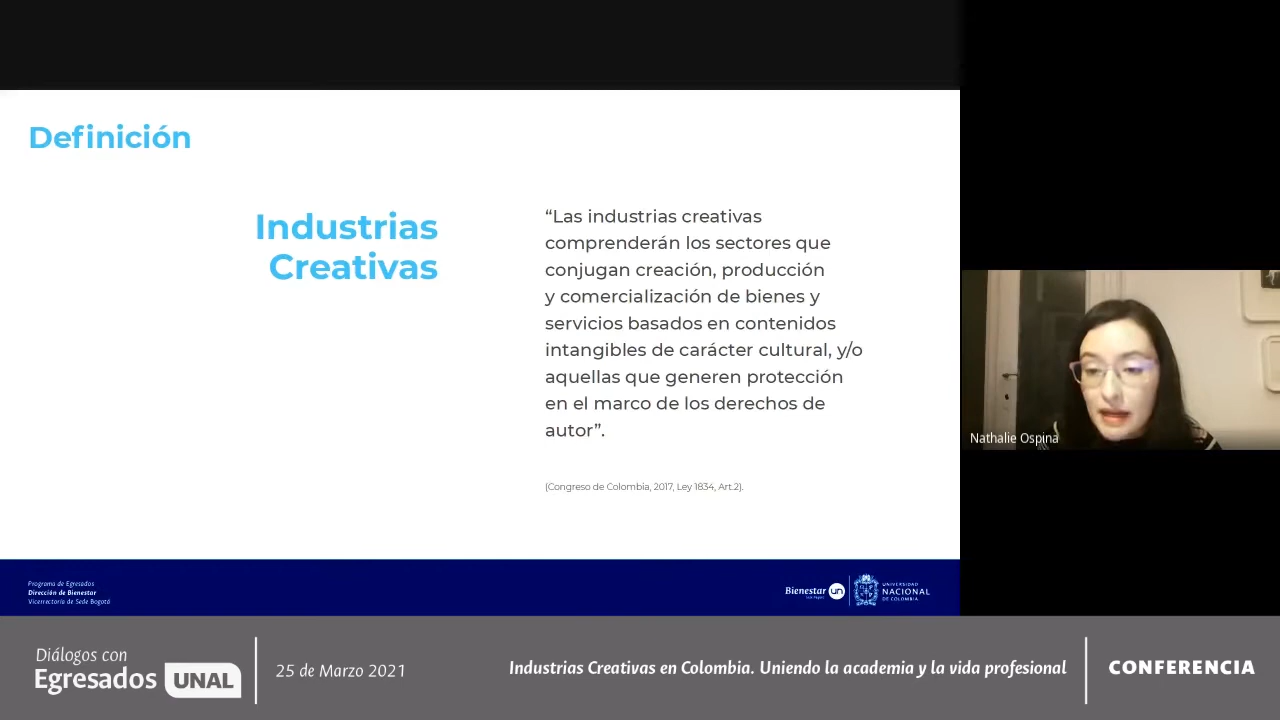 Definición
Industrias
Creativas
“Las industrias creativas
comprenderán los sectores que
conjugan creación, producción
y comercialización de bienes y
servicios basados en contenidos
intangibles de carácter cultural, y/o
aquellas que generen protección
en el marco de los derechos de
autor”.
(Congreso de Colombia, 2017, Ley 1834, Art.2).
Nathalie Ospina
Programa de Egresados
Dirección de Bienestar
Vicerrectoría de Sede Bogotá
Bienestar un
UNIVERSIDAD
NACIONAL
DE COLOMBIA
Diálogos con
Egresados UNAL
25 de Marzo 2021
Industrias Creativas en Colombia. Uniendo la academia y la vida profesional
CONFERENCIA